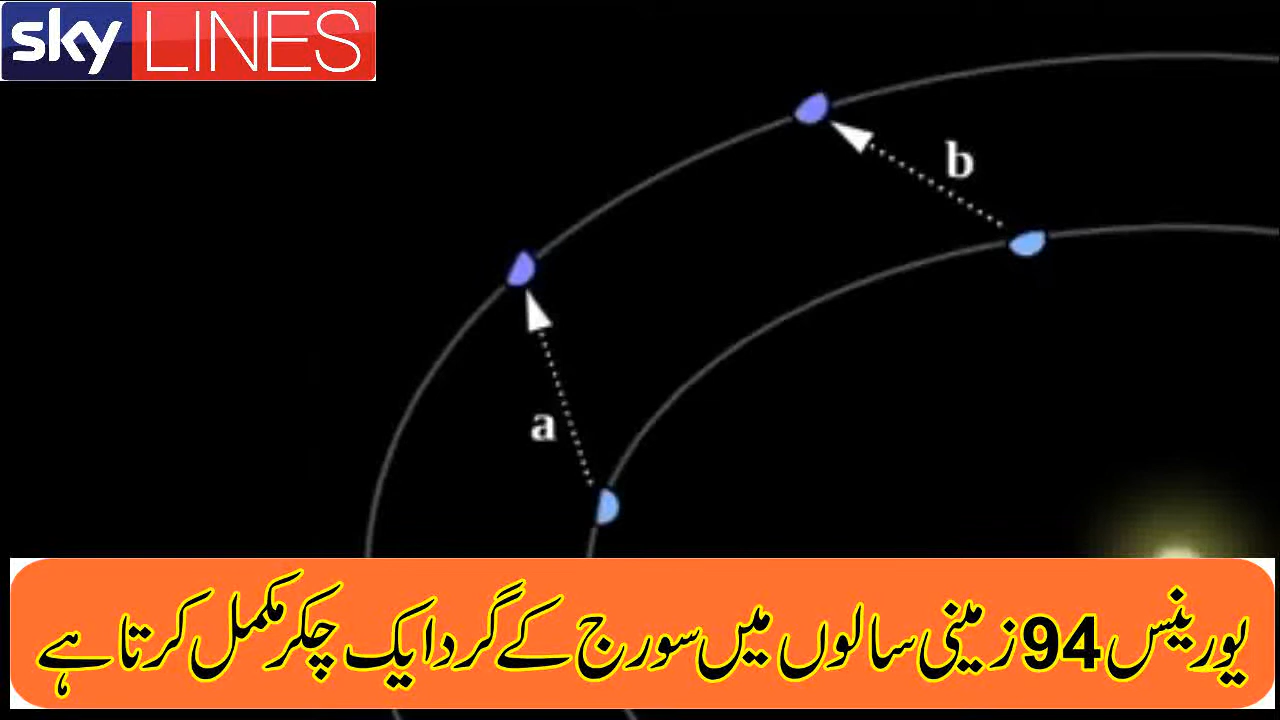 sky LINES
b
a
یورینس 94 زمینی سالوں میں سورج کے گرد ایک چکر مکمل کرتا ہے